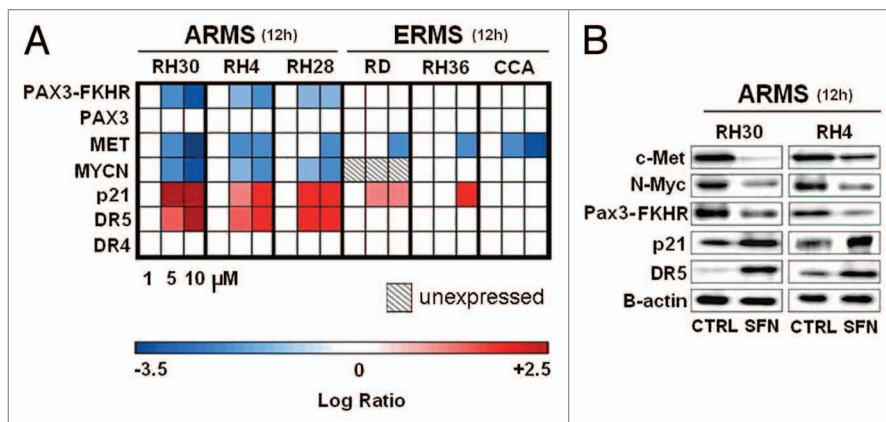 A
ARMS (12h) ERMS (12h)
RH30 RH4 RH28 RD RH36 CCA
PAX3-FKHR
PAX3
MET
MYCN
p21
DR5
DR4
1 5 10 µM
unexpressed
-3.5 0 +2.5
Log Ratio
B
ARMS (12h)
RH30 RH4
c-Met
N-Myc
Pax3-FKHR
p21
DR5
B-actin
CTRL SFN CTRL SFN